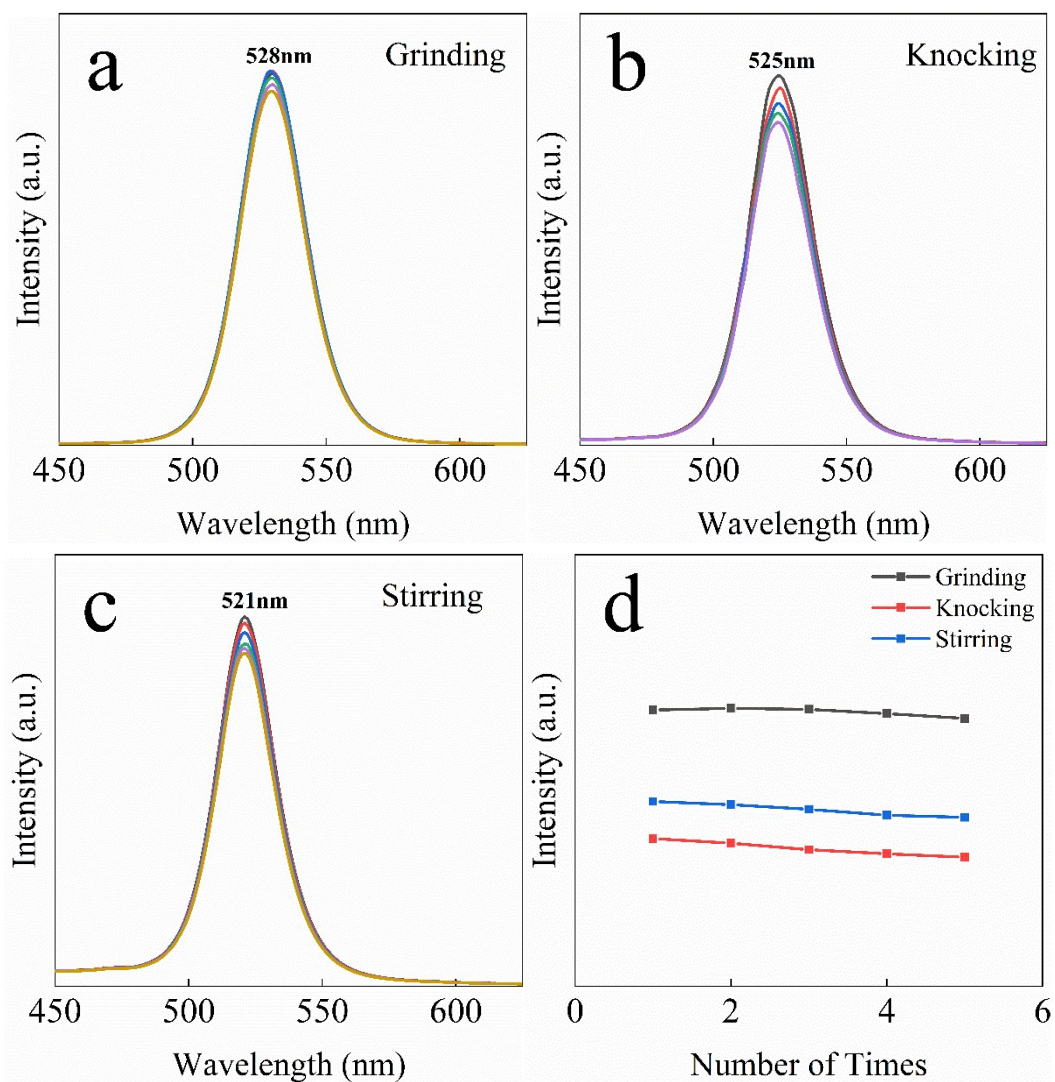 a
528nm
Grinding
Intensity (a.u.)
450 500 550 600
Wavelength (nm)
b
525nm
Knocking
Intensity (a.u.)
450 500 550 600
Wavelength (nm)
c
521nm
Stirring
Intensity (a.u.)
450 500 550 600
Wavelength (nm)
d
Grinding
Knocking
Stirring
Intensity (a.u.)
0 2 4 6
Number of Times